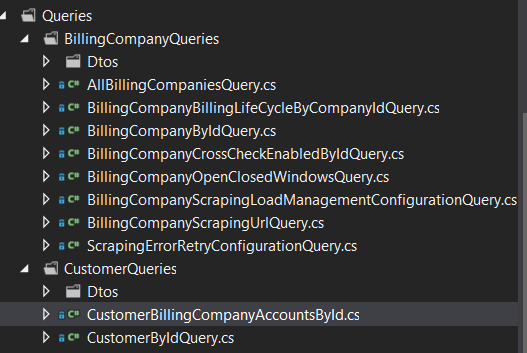 Queries
BillingCompanyQueries
Dtos
C# AllBillingCompaniesQuery.cs
C# BillingCompanyBillingLifeCycleByCompanyIdQuery.cs
C# BillingCompanyByIdQuery.cs
C# BillingCompanyCrossCheckEnabledByIdQuery.cs
C# BillingCompanyOpenClosedWindowsQuery.cs
C# BillingCompanyScrapingLoadManagementConfigurationQuery.cs
C# BillingCompanyScrapingUrlQuery.cs
C# ScrapingErrorRetryConfigurationQuery.cs
CustomerQueries
Dtos
C# CustomerBillingCompanyAccountsById.cs
C# CustomerByIdQuery.cs